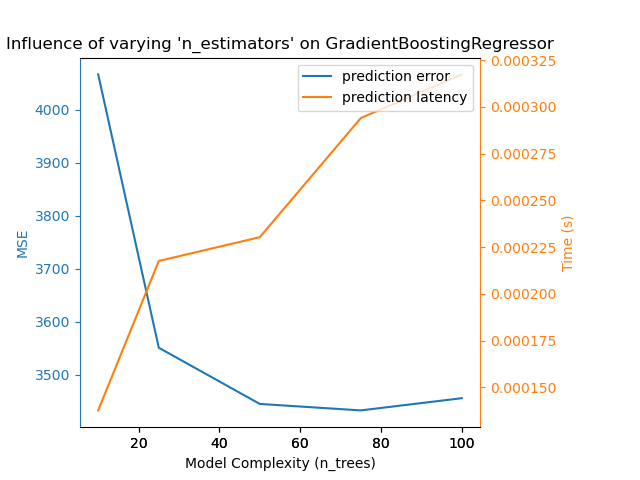 Influence of varying 'n_estimators' on GradientBoostingRegressor
prediction error
prediction latency
MSE
4000
3900
3800
3700
3600
3500
0.000325
0.000300
0.000275
0.000250
0.000225
0.000200
0.000175
0.000150
Time (s)
20 40 60 80 100
Model Complexity (n_trees)